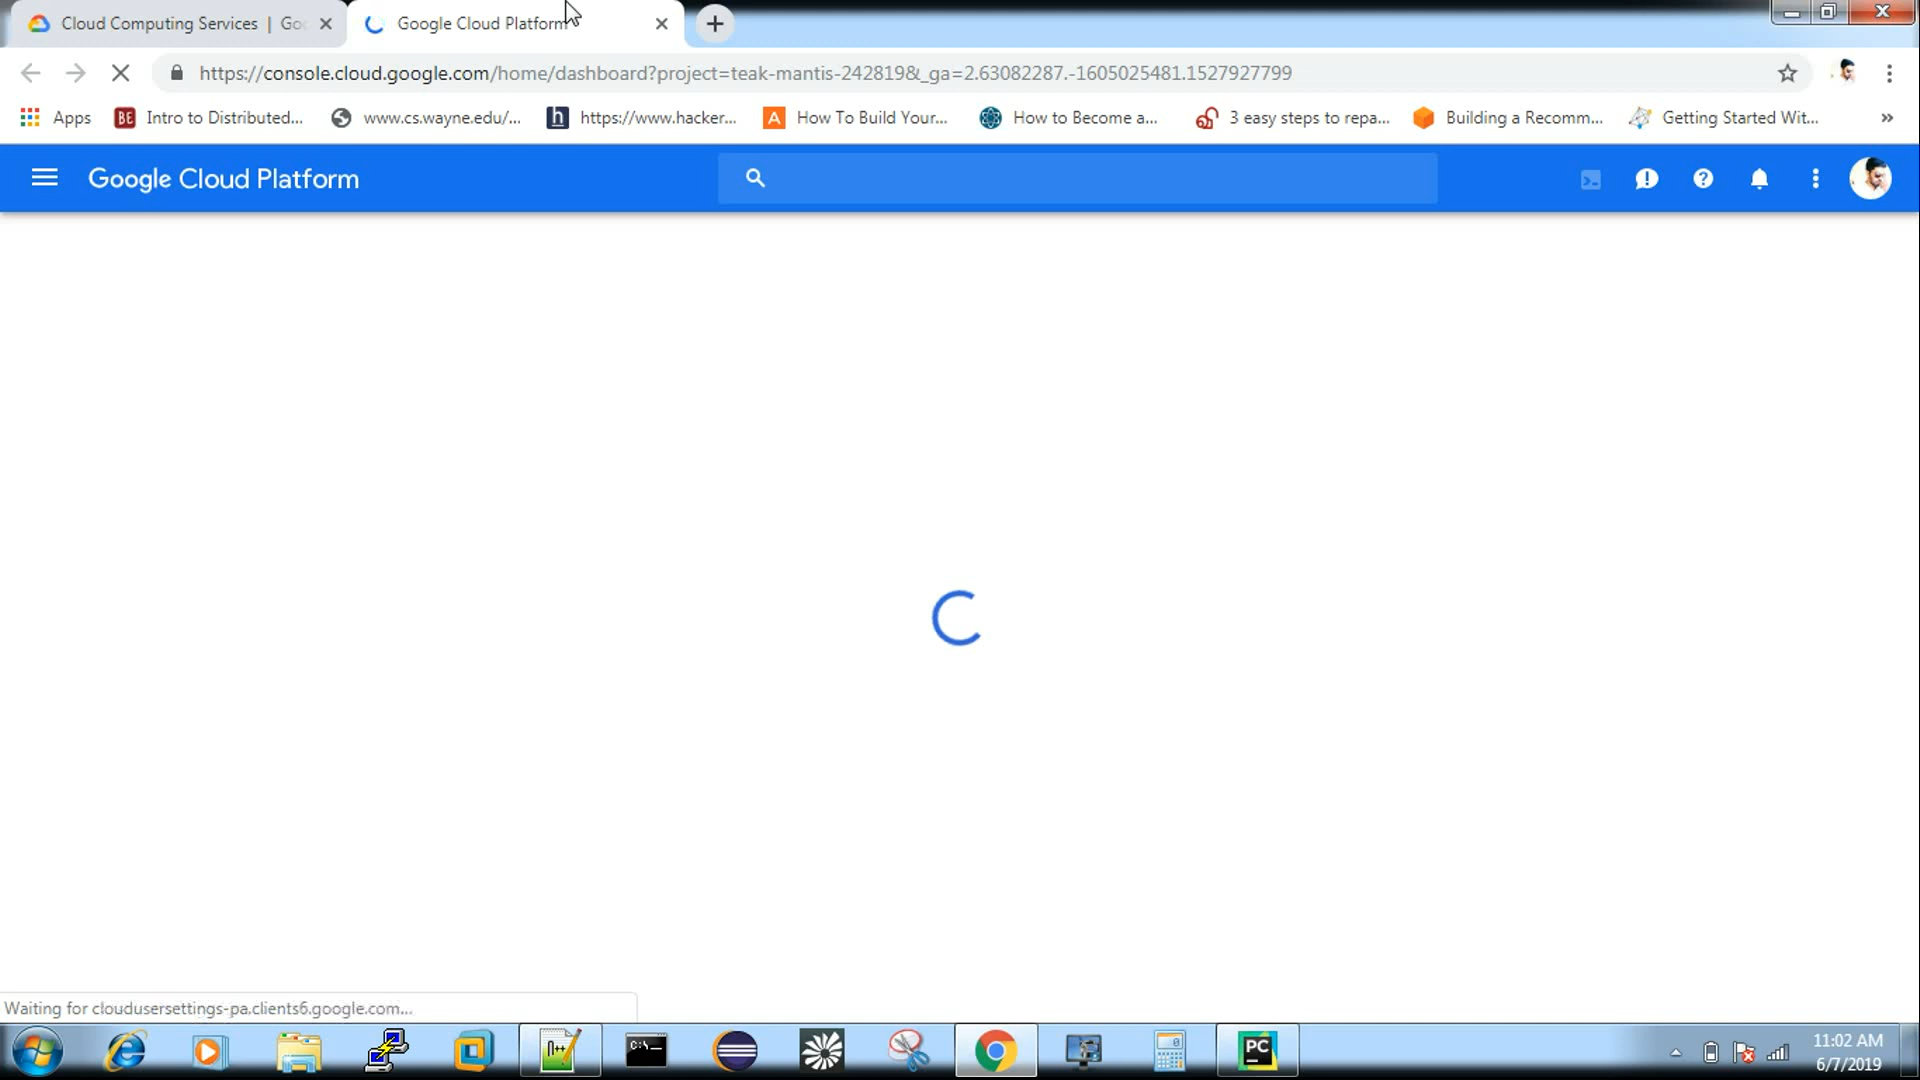 Cloud Computing Services | Goo
Google Cloud Platform
https://console.cloud.google.com/home/dashboard?project=teak-mantis-242819&_ga=2.63082287.-1605025481.1527927799
Apps
BE Intro to Distributed...
www.cs.wayne.edu/...
h https://www.hacker...
A How To Build Your...
How to Become a...
3 easy steps to repa...
Building a Recomm...
Getting Started Wit...
»
Google Cloud Platform
Waiting for cloudusersettings-pa.clients6.google.com...
n++
C:\_
PC
11:02 AM
6/7/2019